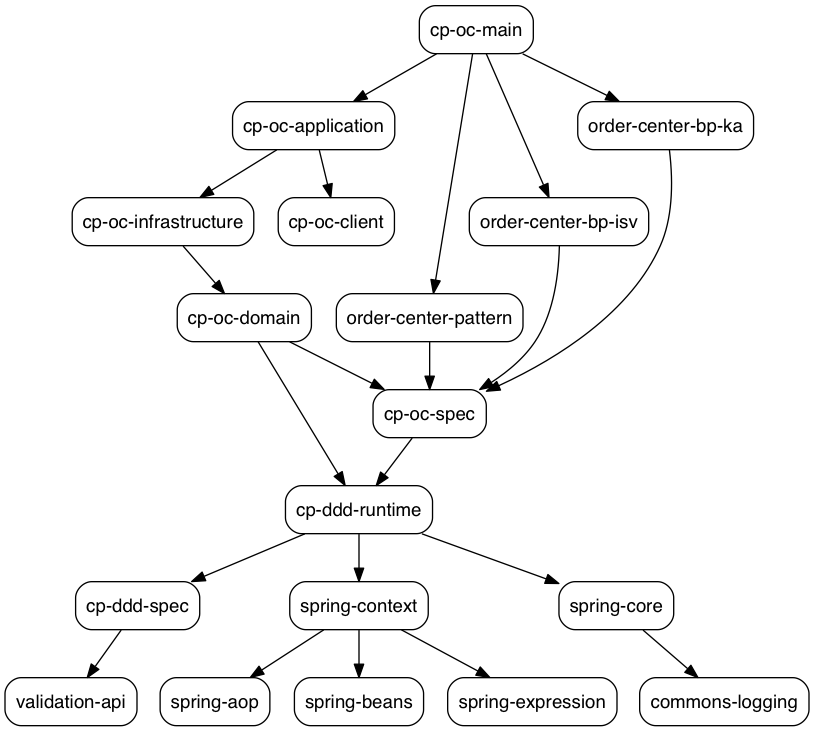 cp-oc-main
cp-oc-application
order-center-bp-ka
cp-oc-infrastructure
cp-oc-client
order-center-bp-isv
cp-oc-domain
order-center-pattern
cp-oc-spec
cp-ddd-runtime
cp-ddd-spec
spring-context
spring-core
validation-api
spring-aop
spring-beans
spring-expression
commons-logging